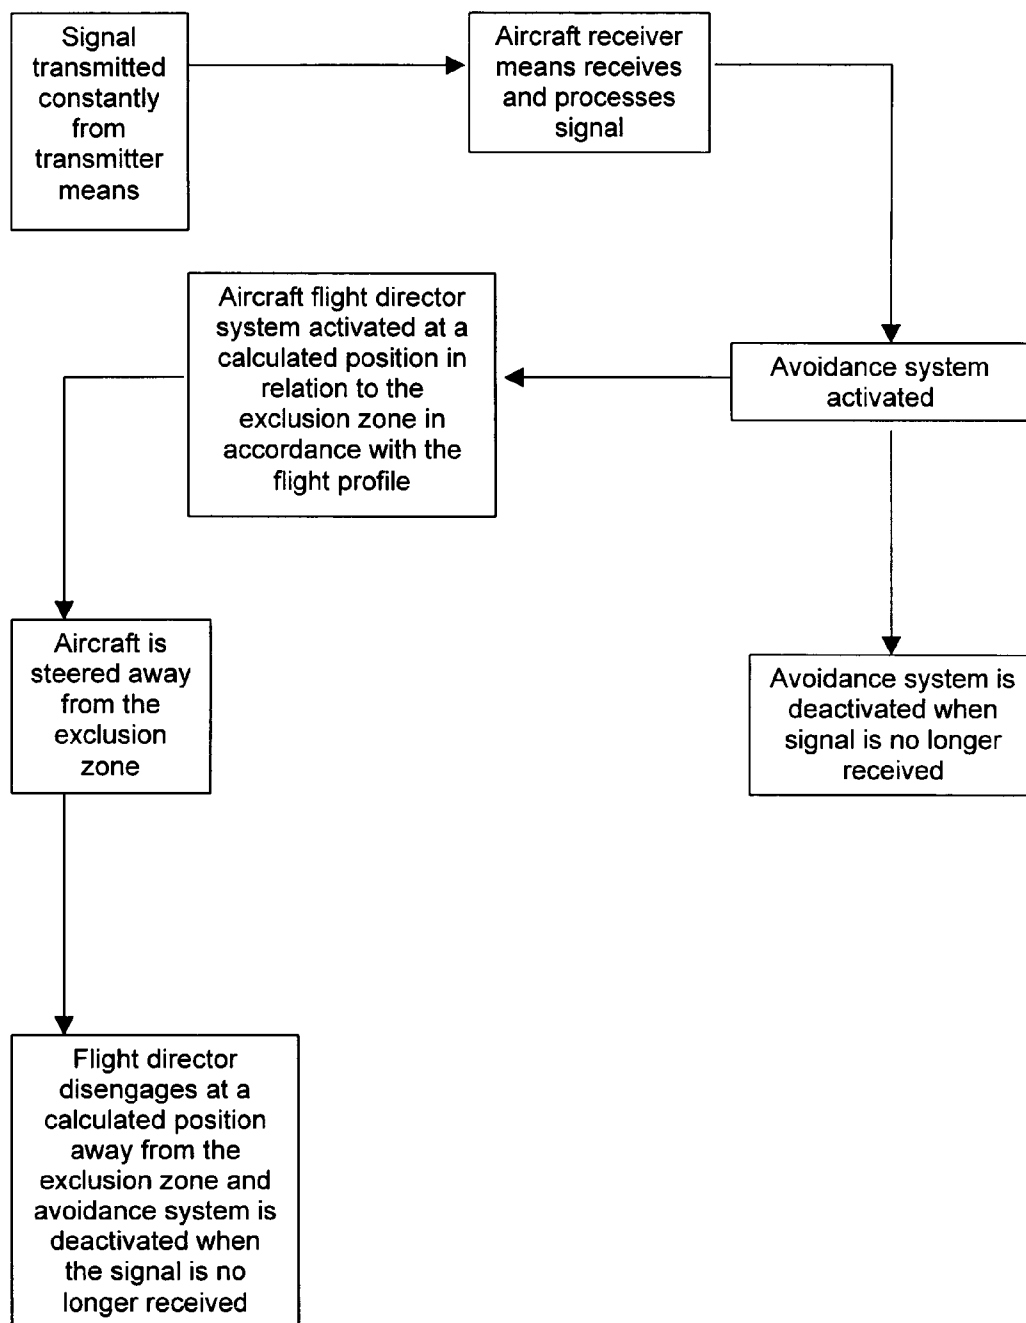 Signal
transmitted
constantly
from
transmitter
means
Aircraft receiver
means receives
and processes
signal
Aircraft flight director
system activated at a
calculated position in
relation to the
exclusion zone in
accordance with the
flight profile
Avoidance system
activated
Aircraft is
steered away
from the
exclusion
zone
Avoidance system is
deactivated when
signal is no longer
received
Flight director
disengages at a
calculated position
away from the
exclusion zone and
avoidance system is
deactivated when
the signal is no
longer received